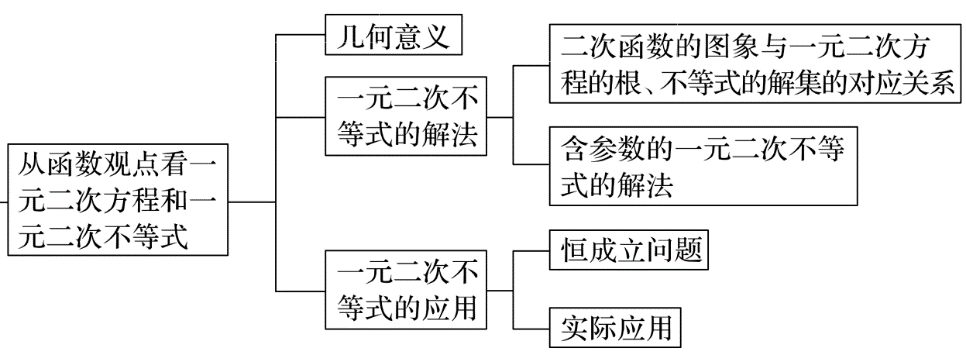 从函数观点看一
元二次方程和一
元二次不等式
几何意义
一元二次不
等式的解法
二次函数的图象与一元二次方
程的根、不等式的解集的对应关系
含参数的一元二次不等
式的解法
一元二次不
等式的应用
恒成立问题
实际应用